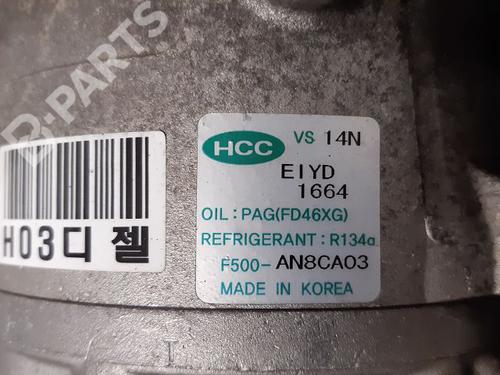 B-PARTS
HCC VS 14N
EIYD
1664
OIL : PAG(FD46XG)
REFRIGERANT : R134a
F500- AN8CA03
MADE IN KOREA
H03디젤